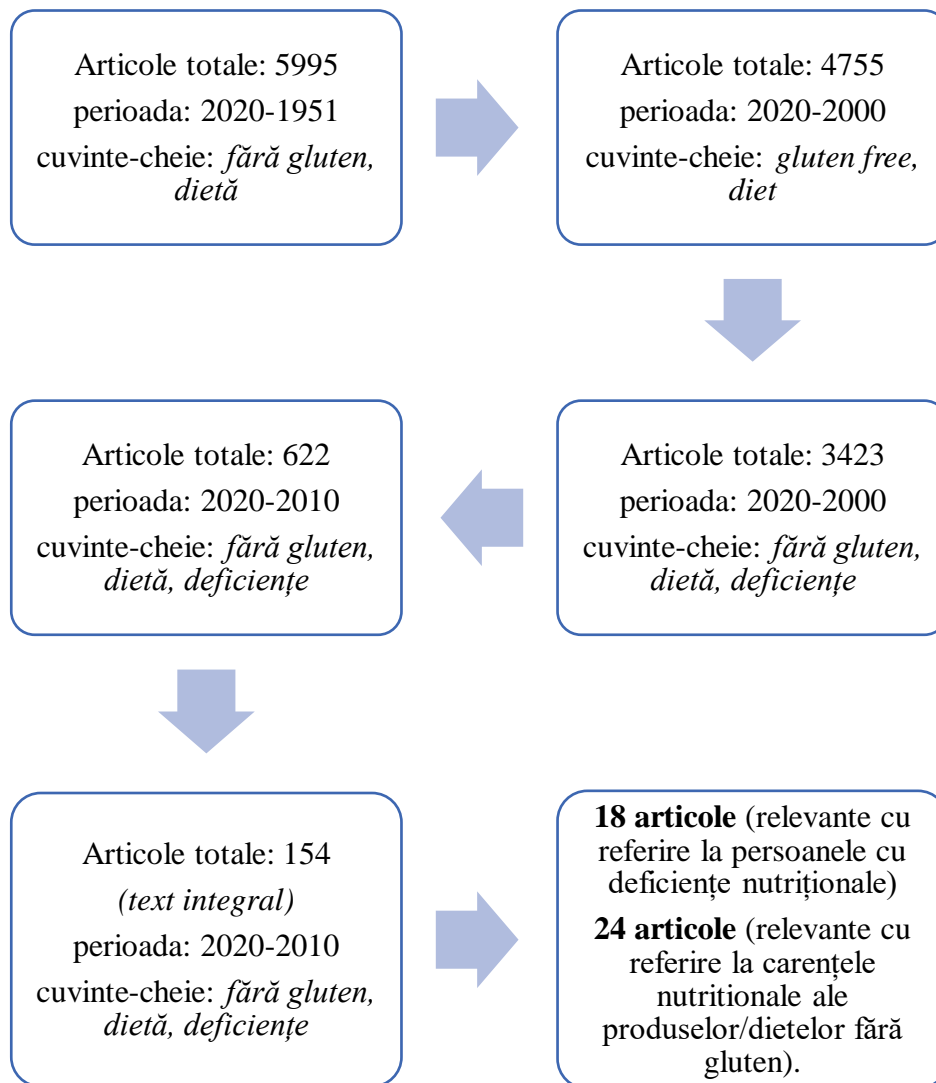 Articole totale: 5995
perioada: 2020-1951
cuvinte-cheie: fără gluten,
dietă
Articole totale: 4755
perioada: 2020-2000
cuvinte-cheie: gluten free,
diet
Articole totale: 3423
perioada: 2020-2000
cuvinte-cheie: fără gluten,
dietă, deficiențe
Articole totale: 622
perioada: 2020-2010
cuvinte-cheie: fără gluten,
dietă, deficiențe
Articole totale: 154
(text integral)
perioada: 2020-2010
cuvinte-cheie: fără gluten,
dietă, deficiențe
18 articole (relevante cu
referire la persoanele cu
deficiențe nutriționale)
24 articole (relevante cu
referire la carențele
nutritionale ale
produselor/dietelor fără
gluten).